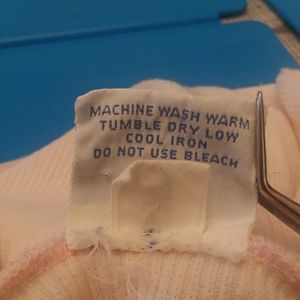 MACHINE WASH WARM
TUMBLE DRY LOW
COOL IRON
DO NOT USE BLEACH